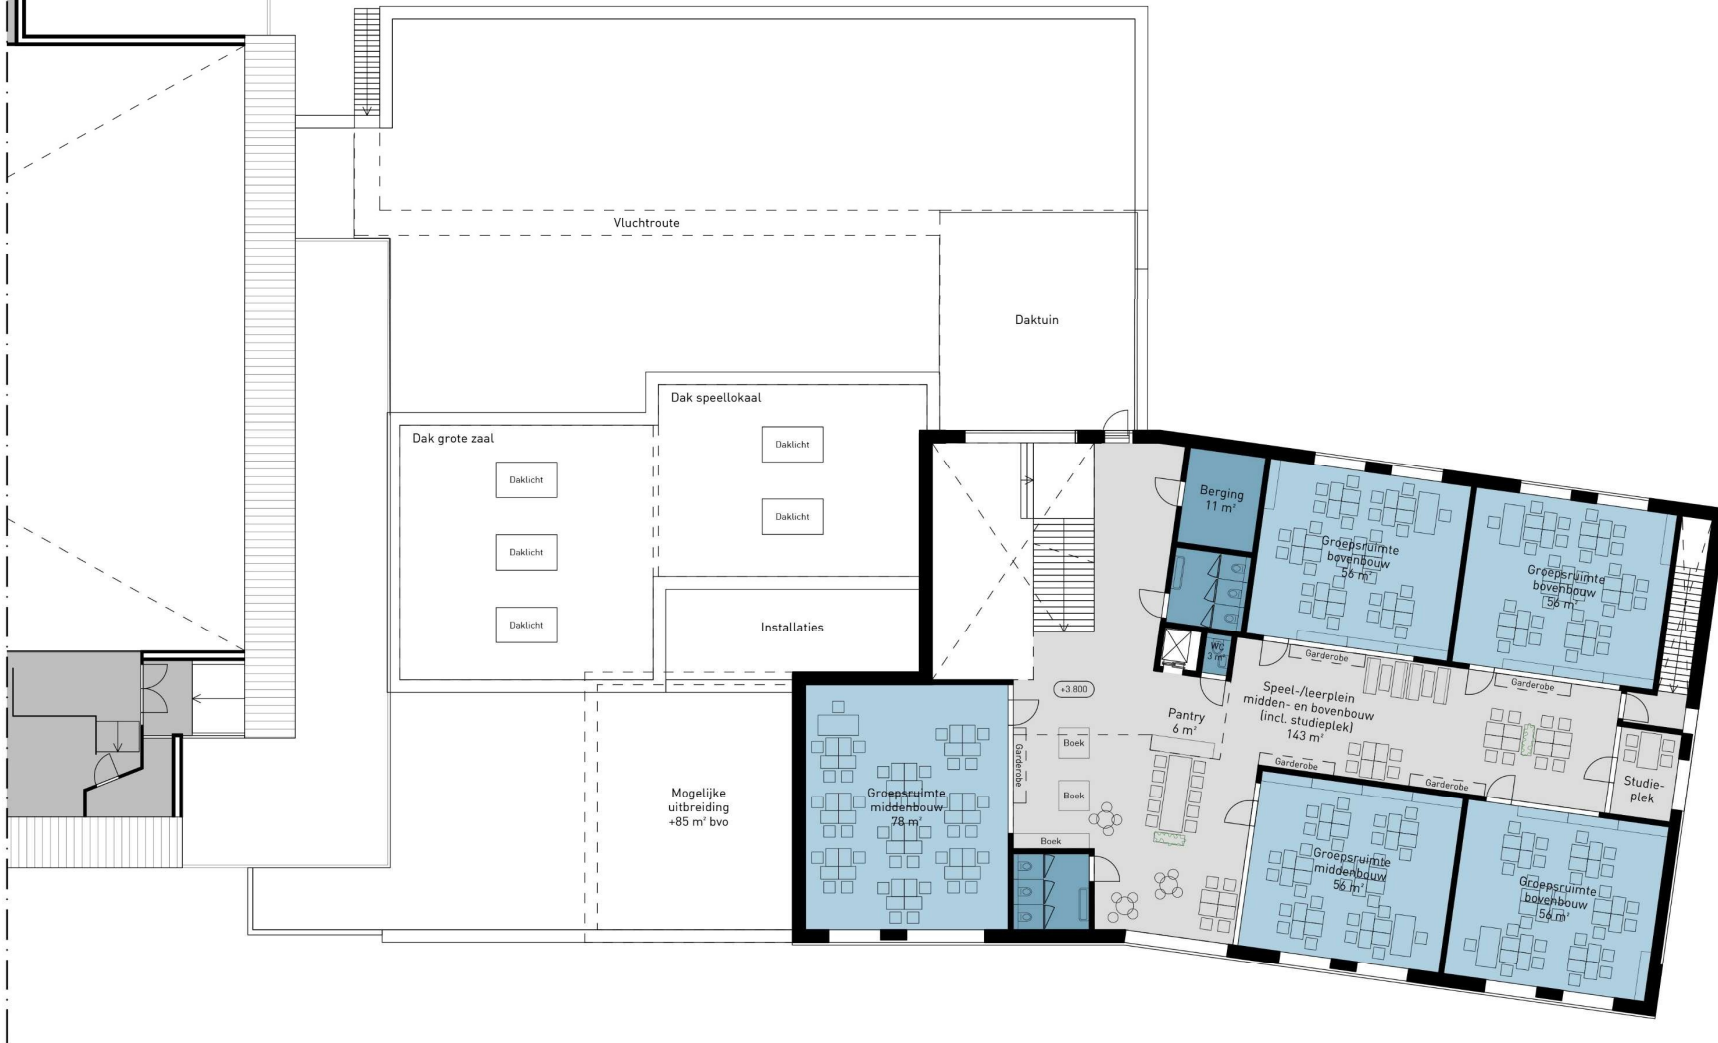 Vluchtroute
Daktuin
Dak speellokaal
Daklicht
Daklicht
Dak grote zaal
Daklicht
Daklicht
Daklicht
Installaties
Mogelijke
uitbreiding
+85 m² bvo
Berging
11 m²
Groepsruimte
bovenbouw
56 m²
Groepsruimte
bovenbouw
56 m²
WC
3 m²
Garderobe
Garderobe
+3.800
Speel-/leerplein
midden- en bovenbouw
(incl. studieplek)
143 m²
Pantry
6 m²
Garderobe
Boek
Boek
Boek
Garderobe
Garderobe
Studie-
plek
Groepsruimte
middenbouw
78 m²
Groepsruimte
middenbouw
56 m²
Groepsruimte
bovenbouw
56 m²